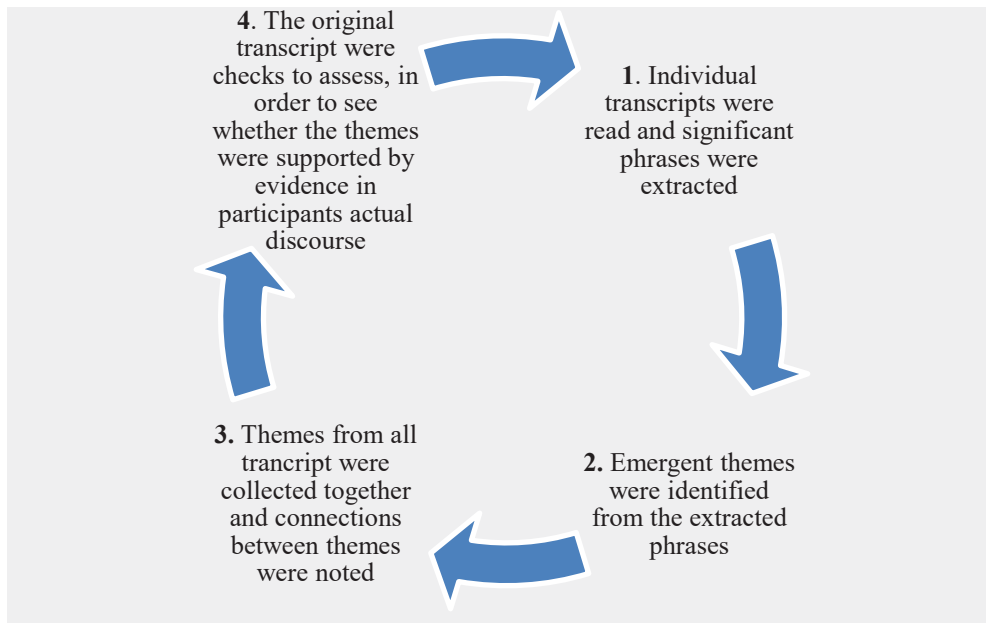 4. The original
transcript were
checks to assess, in
order to see
whether the themes
were supported by
evidence in
participants actual
discourse
1. Individual
transcripts were
read and significant
phrases were
extracted
2. Emergent themes
were identified
from the extracted
phrases
3. Themes from all
trancript were
collected together
and connections
between themes
were noted